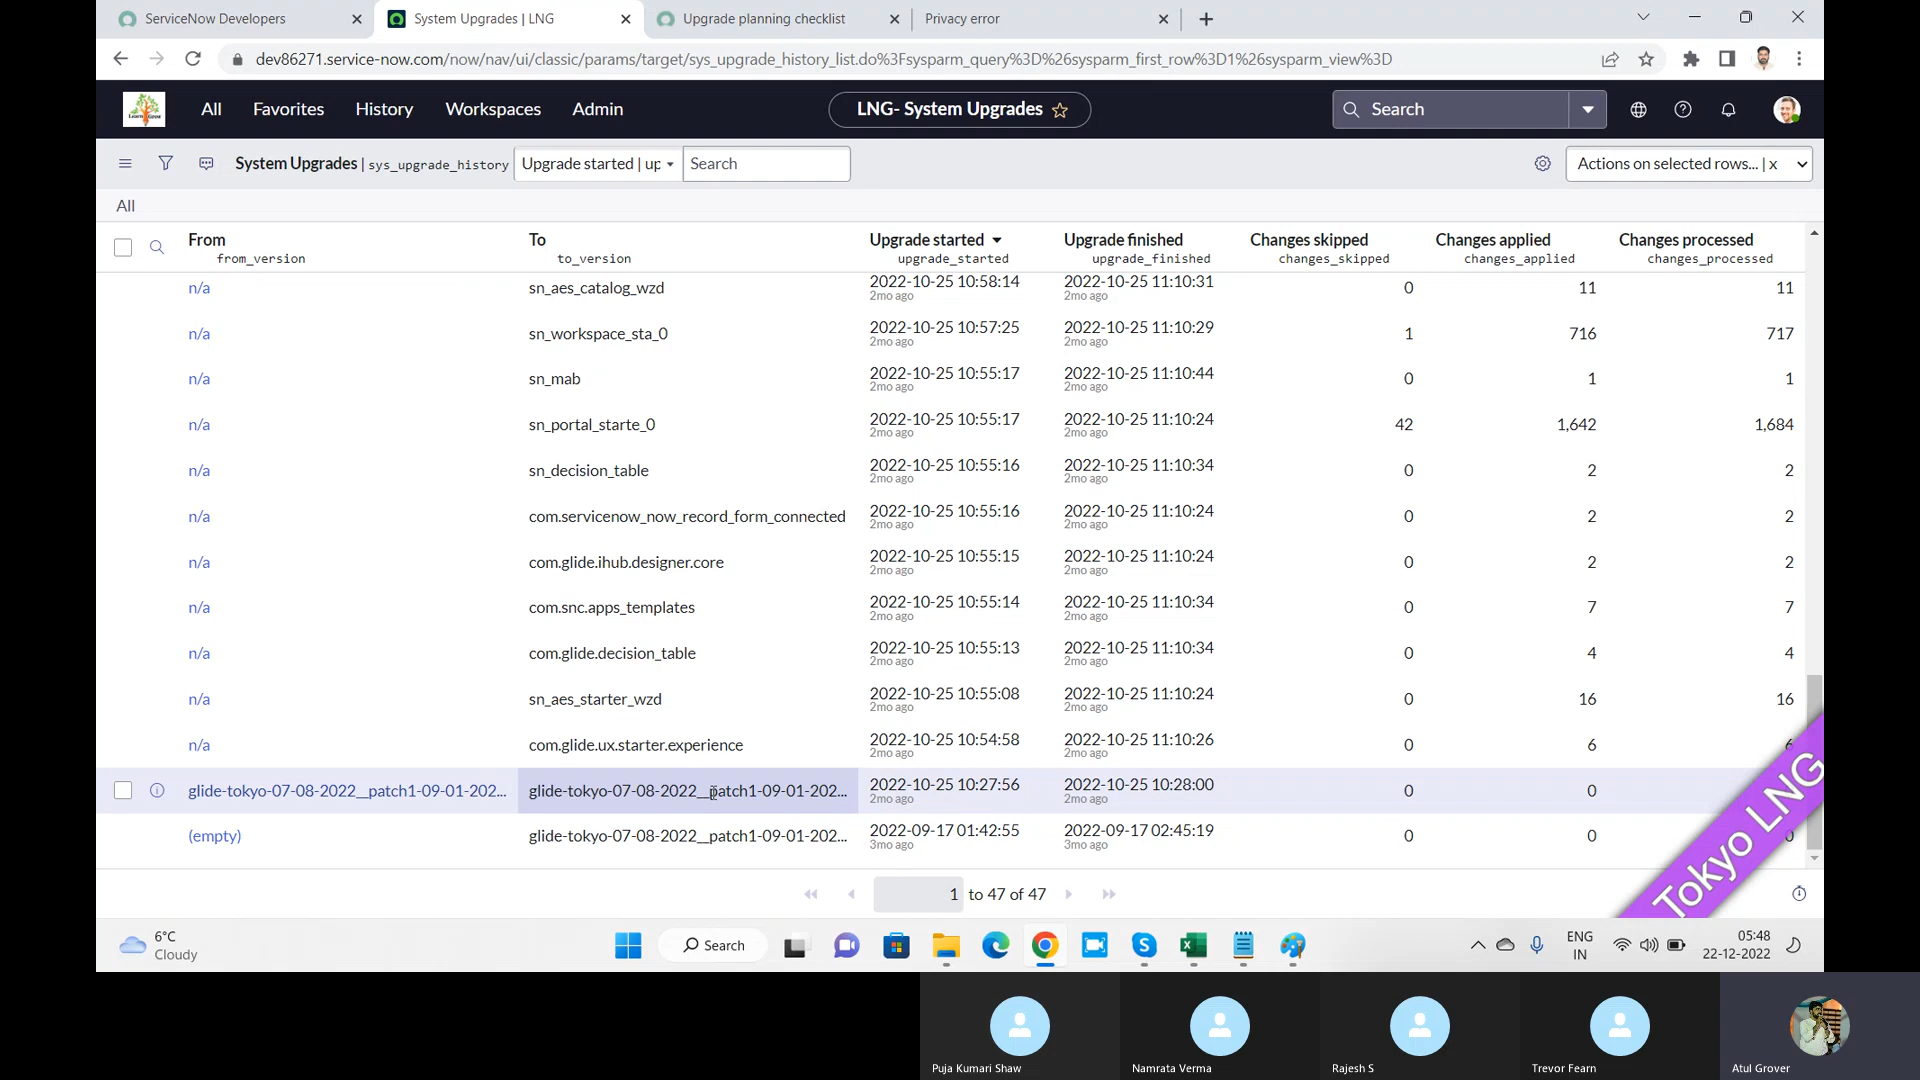 ServiceNow Developers
System Upgrades | LNG
Upgrade planning checklist
Privacy error
dev86271.service-now.com/now/nav/ui/classic/params/target/sys_upgrade_history_list.do%3Fsysparm_query%3D%26sysparm_first_row%3D1%26sysparm_view%3D
All Favorites History Workspaces Admin
LNG- System Upgrades
Search
System Upgrades | sys_upgrade_history
Upgrade started | up
Search
Actions on selected rows... | x
All
From To Upgrade started Upgrade finished Changes skipped Changes applied Changes processed
from_version to_version upgrade_started upgrade_finished changes_skipped changes_applied changes_processed
n/a sn_aes_catalog_wzd 2022-10-25 10:58:14 2022-10-25 11:10:31 0 11 11
2mo ago 2mo ago
n/a sn_workspace_sta_0 2022-10-25 10:57:25 2022-10-25 11:10:29 1 716 717
2mo ago 2mo ago
n/a sn_mab 2022-10-25 10:55:17 2022-10-25 11:10:44 0 1 1
2mo ago 2mo ago
n/a sn_portal_starte_0 2022-10-25 10:55:17 2022-10-25 11:10:24 42 1,642 1,684
2mo ago 2mo ago
n/a sn_decision_table 2022-10-25 10:55:16 2022-10-25 11:10:34 0 2 2
2mo ago 2mo ago
n/a com.servicenow_now_record_form_connected 2022-10-25 10:55:16 2022-10-25 11:10:24 0 2 2
2mo ago 2mo ago
n/a com.glide.ihub.designer.core 2022-10-25 10:55:15 2022-10-25 11:10:24 0 2 2
2mo ago 2mo ago
n/a com.snc.apps_templates 2022-10-25 10:55:14 2022-10-25 11:10:34 0 7 7
2mo ago 2mo ago
n/a com.glide.decision_table 2022-10-25 10:55:13 2022-10-25 11:10:34 0 4 4
2mo ago 2mo ago
n/a sn_aes_starter_wzd 2022-10-25 10:55:08 2022-10-25 11:10:24 0 16 16
2mo ago 2mo ago
n/a com.glide.ux.starter.experience 2022-10-25 10:54:58 2022-10-25 11:10:26 0 6 6
2mo ago 2mo ago
glide-tokyo-07-08-2022__patch1-09-01-202... glide-tokyo-07-08-2022__patch1-09-01-202... 2022-10-25 10:27:56 2022-10-25 10:28:00 0 0
2mo ago 2mo ago
(empty) glide-tokyo-07-08-2022__patch1-09-01-202... 2022-09-17 01:42:55 2022-09-17 02:45:19 0 0 0
3mo ago 3mo ago
Tokyo LNG
1 to 47 of 47
6°C
Cloudy
Search
ENG
IN
05:48
22-12-2022
Puja Kumari Shaw
Namrata Verma
Rajesh S
Trevor Fearn
Atul Grover